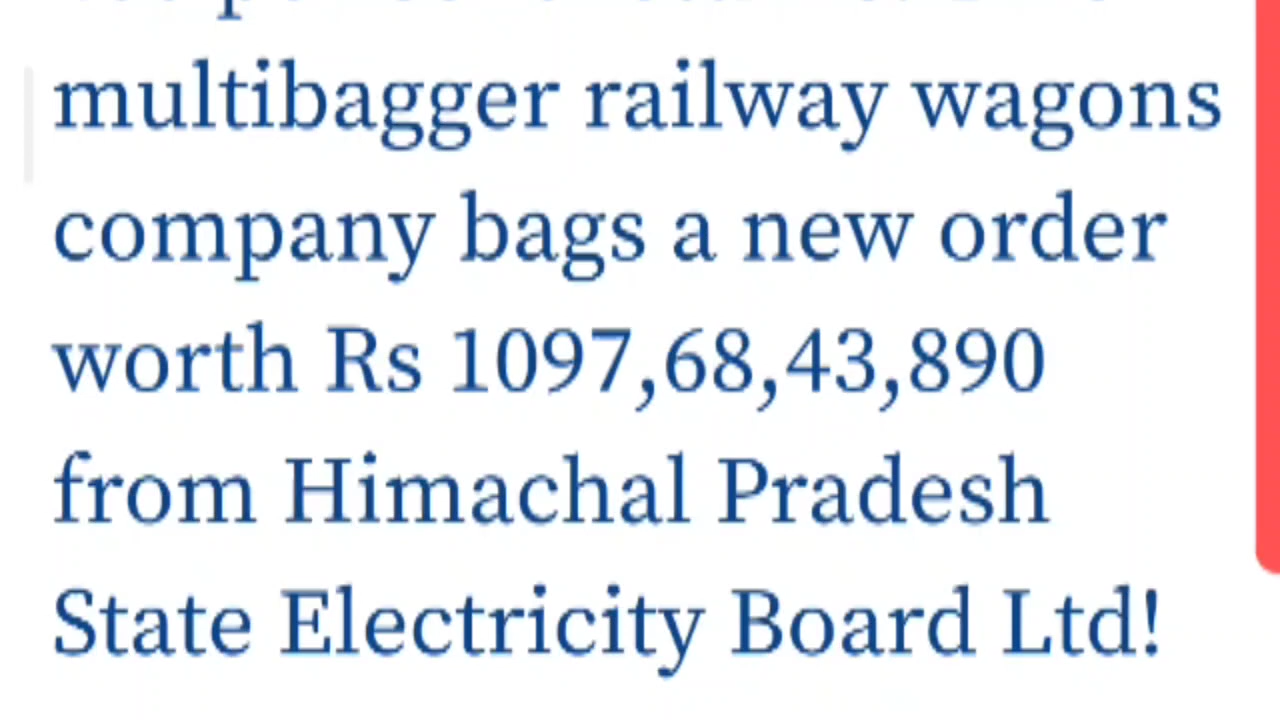 multibagger railway wagons
company bags a new order
worth Rs 1097,68,43,890
from Himachal Pradesh
State Electricity Board Ltd!